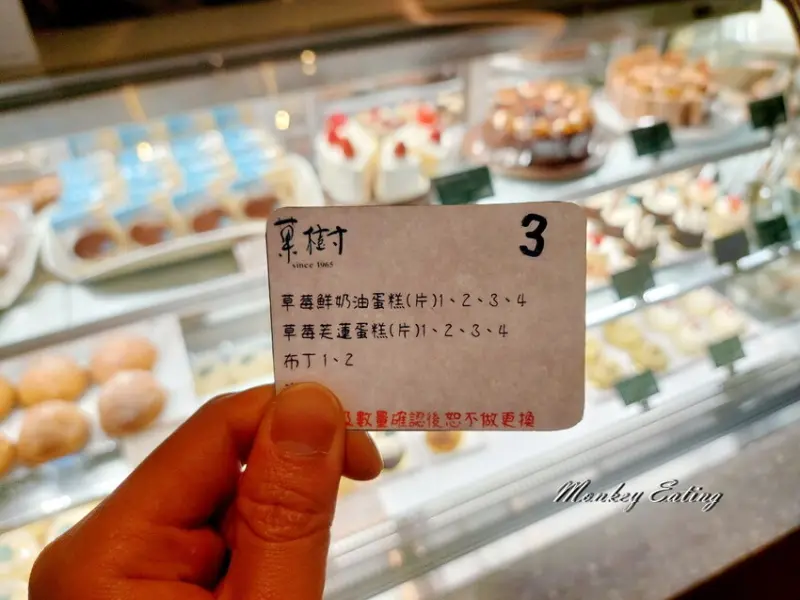 菓樹
since 1965
3
草莓鮮奶油蛋糕(片)1、2、3、4
草莓芙蓮蛋糕(片)1、2、3、4
布丁1、2
及數量確認後恕不做更換
Monkey Eating